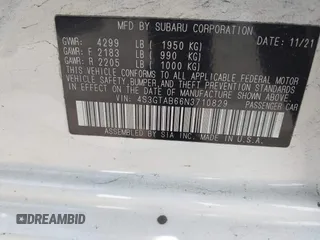 MFD BY SUBARU CORPORATION 11/21
GVWR: 4299 LB ( 1950 KG)
GAWR: F 2183 LB ( 990 KG)
GAWR: R 2205 LB ( 1000 KG)
THIS VEHICLE CONFORMS TO ALL APPLICABLE FEDERAL MOTOR
VEHICLE SAFETY, BUMPER, AND THEFT PREVENTION STANDARDS IN
EFFECT ON THE DATE OF MANUFACTURE SHOWN ABOVE.
VIN: 4S3GTAB66N3710829 PASSENGER CAR
ASSEMBLED BY SIA INC. MADE IN U.S.A.
DREAMBID